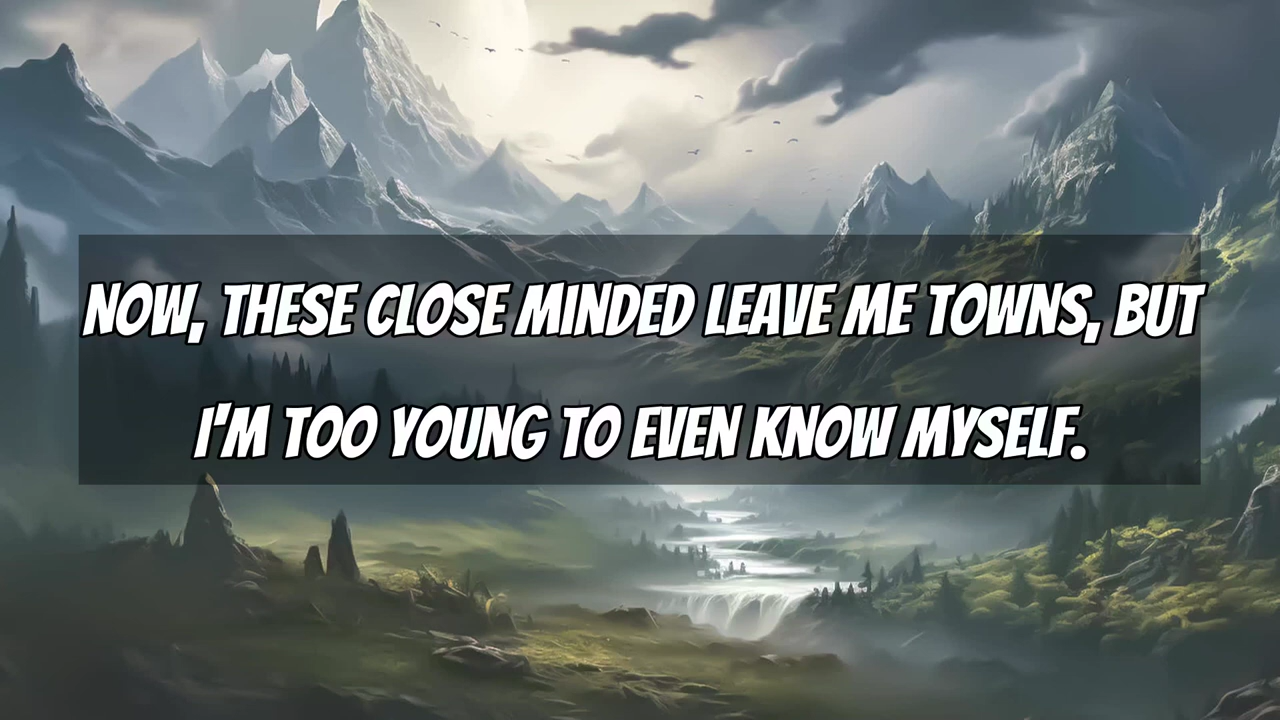 NOW, THESE CLOSE MINDED LEAVE ME TOWNS, BUT
I'M TOO YOUNG TO EVEN KNOW MYSELF.